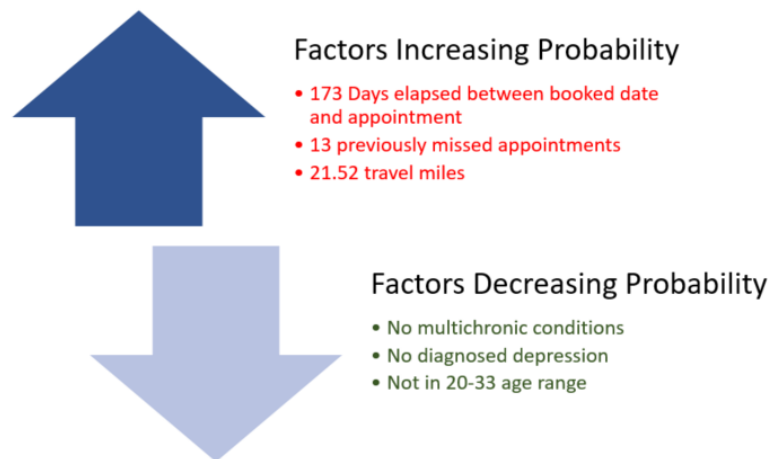 Factors Increasing Probability
• 173 Days elapsed between booked date
and appointment
• 13 previously missed appointments
• 21.52 travel miles
Factors Decreasing Probability
• No multichronic conditions
• No diagnosed depression
• Not in 20-33 age range